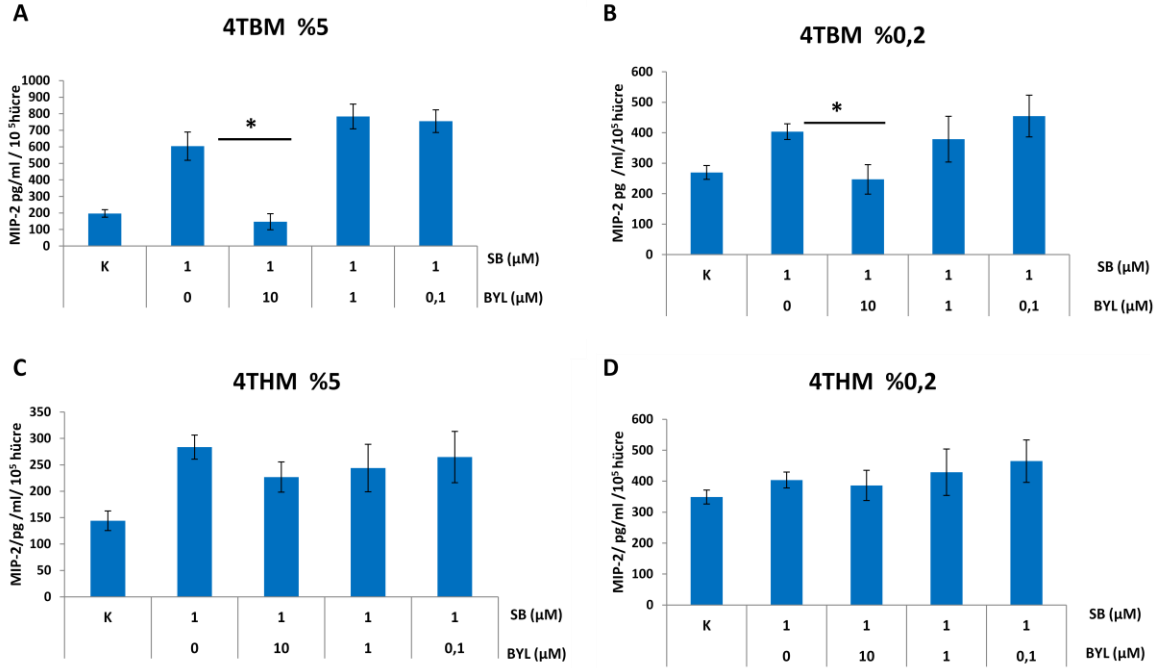 A
4TBM %5
MIP-2 pg/ml / 10 ⁵hücre
1000
900
800
700
600
500
400
300
200
100
0
*
K 1 1 1 1 SB (µM)
0 10 1 0,1 BYL (µM)
B
4TBM %0,2
MIP-2 pg /ml/10⁵ hücre
600
500
400
300
200
100
0
*
K 1 1 1 1 SB (µM)
0 10 1 0,1 BYL (µM)
C
4THM %5
MIP-2/pg/ml/ 10⁵ hücre
350
300
250
200
150
100
50
0
K 1 1 1 1 SB (µM)
0 10 1 0,1 BYL (µM)
D
4THM %0,2
MIP-2/ pg/ml /10⁵ hücre
600
500
400
300
200
100
0
K 1 1 1 1 SB (µM)
0 10 1 0,1 BYL (µM)